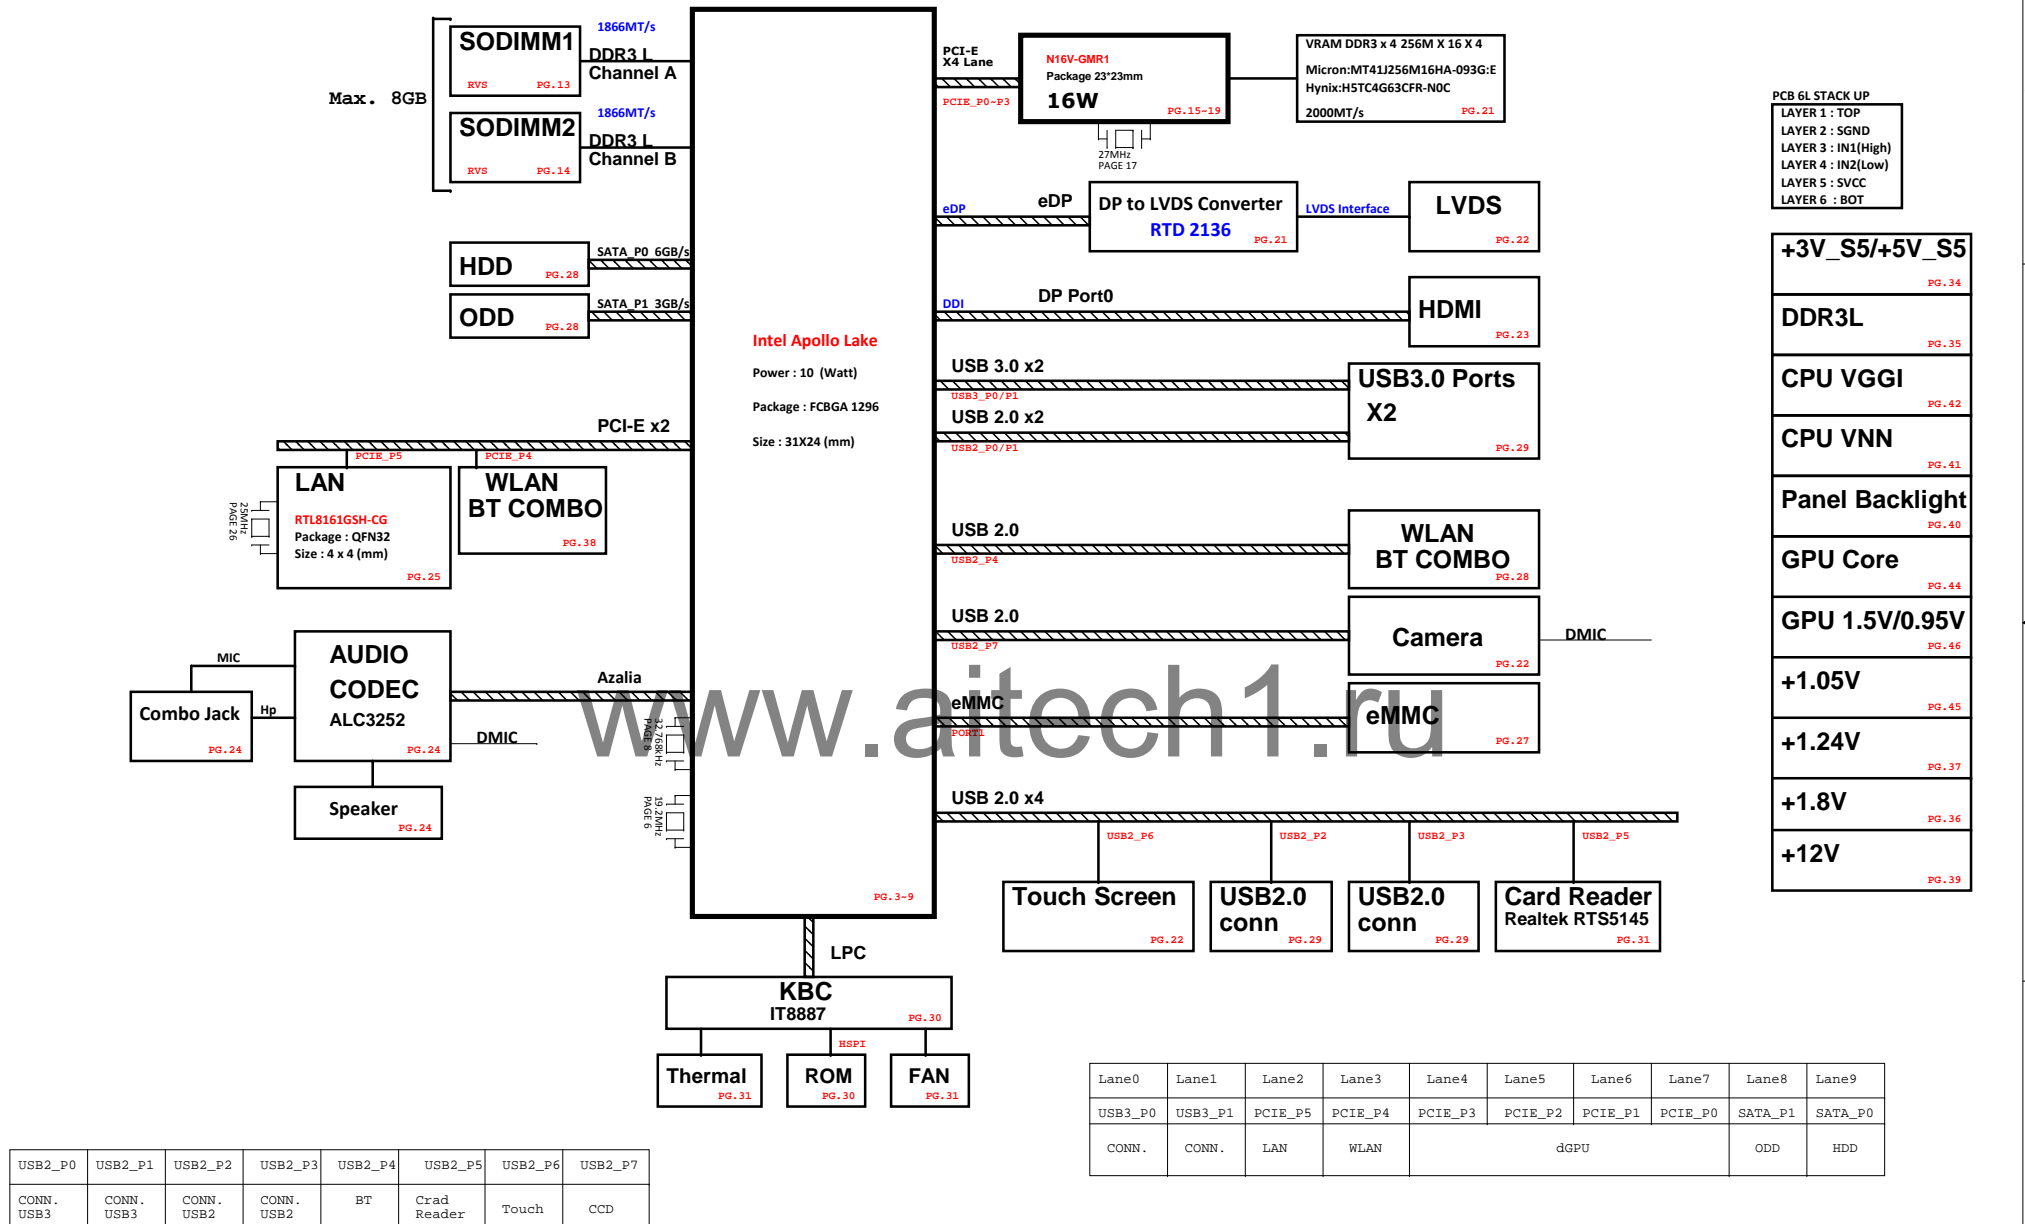 Max. 8GB
SODIMM1
RVS
PG.13
1866MT/s
DDR3 L
Channel A
SODIMM2
RVS
PG.14
1866MT/s
DDR3 L
Channel B
HDD
PG.28
SATA_P0 6GB/s
ODD
PG.28
SATA_P1 3GB/s
PCI-E x2
PCIE_P5
PCIE_P4
LAN
RTL8161GSH-CG
Package : QFN32
Size : 4 x 4 (mm)
PG.25
25MHz
PAGE 26
WLAN
BT COMBO
PG.38
AUDIO
CODEC
ALC3252
PG.24
MIC
Hp
Combo Jack
PG.24
DMIC
Azalia
Speaker
PG.24
32.768kHz
PAGE 8
19.2MHz
PAGE 6
Intel Apollo Lake
Power : 10 (Watt)
Package : FCBGA 1296
Size : 31X24 (mm)
PG.3~9
PCI-E
X4 Lane
PCIE_P0~P3
N16V-GMR1
Package 23*23mm
16W
PG.15~19
27MHz
PAGE 17
VRAM DDR3 x 4 256M X 16 X 4
Micron:MT41J256M16HA-093G:E
Hynix:H5TC4G63CFR-N0C
2000MT/s
PG.21
eDP
eDP
DP to LVDS Converter
RTD 2136
PG.21
LVDS Interface
LVDS
PG.22
DDI
DP Port0
HDMI
PG.23
USB 3.0 x2
USB3_P0/P1
USB 2.0 x2
USB2_P0/P1
USB3.0 Ports
X2
PG.29
USB 2.0
USB2_P4
WLAN
BT COMBO
PG.28
USB 2.0
USB2_P7
Camera
PG.22
DMIC
eMMC
PORT1
eMMC
PG.27
www.aitech1.ru
USB 2.0 x4
USB2_P6
USB2_P2
USB2_P3
USB2_P5
Touch Screen
PG.22
USB2.0
conn
PG.29
USB2.0
conn
PG.29
Card Reader
Realtek RTS5145
PG.31
LPC
KBC
IT8887
PG.30
HSPI
Thermal
PG.31
ROM
PG.30
FAN
PG.31
PCB 6L STACK UP
LAYER 1 : TOP
LAYER 2 : SGND
LAYER 3 : IN1(High)
LAYER 4 : IN2(Low)
LAYER 5 : SVCC
LAYER 6 : BOT
+3V_S5/+5V_S5
PG.34
DDR3L
PG.35
CPU VGGI
PG.42
CPU VNN
PG.41
Panel Backlight
PG.40
GPU Core
PG.44
GPU 1.5V/0.95V
PG.46
+1.05V
PG.45
+1.24V
PG.37
+1.8V
PG.36
+12V
PG.39
Lane0 Lane1 Lane2 Lane3 Lane4 Lane5 Lane6 Lane7 Lane8 Lane9
USB3_P0 USB3_P1 PCIE_P5 PCIE_P4 PCIE_P3 PCIE_P2 PCIE_P1 PCIE_P0 SATA_P1 SATA_P0
CONN. CONN. LAN WLAN dGPU ODD HDD
USB2_P0 USB2_P1 USB2_P2 USB2_P3 USB2_P4 USB2_P5 USB2_P6 USB2_P7
CONN. CONN. CONN. CONN. BT Crad Touch CCD
USB3 USB3 USB2 USB2 Reader